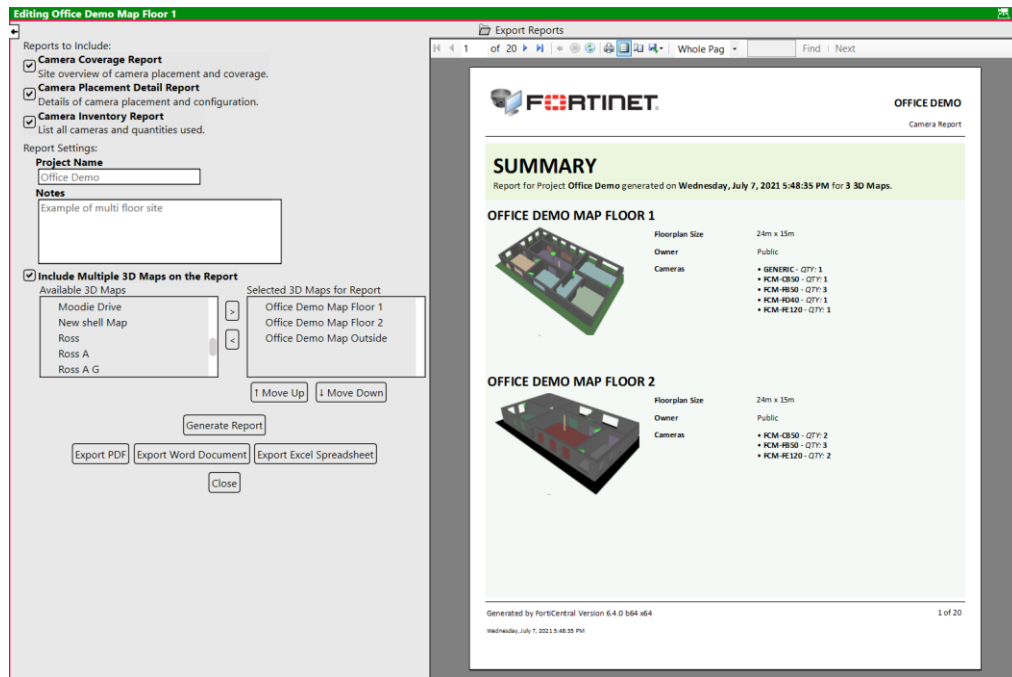 Editing Office Demo Map Floor 1
Reports to Include:
Camera Coverage Report
Site overview of camera placement and coverage.
Camera Placement Detail Report
Details of camera placement and configuration.
Camera Inventory Report
List all cameras and quantities used.
Report Settings:
Project Name
Office Demo
Notes
Example of multi floor site
Include Multiple 3D Maps on the Report
Available 3D Maps
Moodie Drive
New shell Map
Ross
Ross A
Ross A G
>
<
Selected 3D Maps for Report
Office Demo Map Floor 1
Office Demo Map Floor 2
Office Demo Map Outside
↑ Move Up
↓ Move Down
Generate Report
Export PDF
Export Word Document
Export Excel Spreadsheet
Close
Export Reports
1 of 20
Whole Pag
Find | Next
FORTINET.
OFFICE DEMO
Camera Report
SUMMARY
Report for Project Office Demo generated on Wednesday, July 7, 2021 5:48:35 PM for 3 3D Maps.
OFFICE DEMO MAP FLOOR 1
Floorplan Size 24m x 15m
Owner Public
Cameras • GENERIC - QTY: 1
• FCM-CB50 - QTY: 1
• FCM-FB50 - QTY: 3
• FCM-FD40 - QTY: 1
• FCM-FE120 - QTY: 1
OFFICE DEMO MAP FLOOR 2
Floorplan Size 24m x 15m
Owner Public
Cameras • FCM-CB50 - QTY: 2
• FCM-FB50 - QTY: 3
• FCM-FE120 - QTY: 2
Generated by FortiCentral Version 6.4.0 b64 x64
1 of 20
Wednesday, July 7, 2021 5:48:35 PM